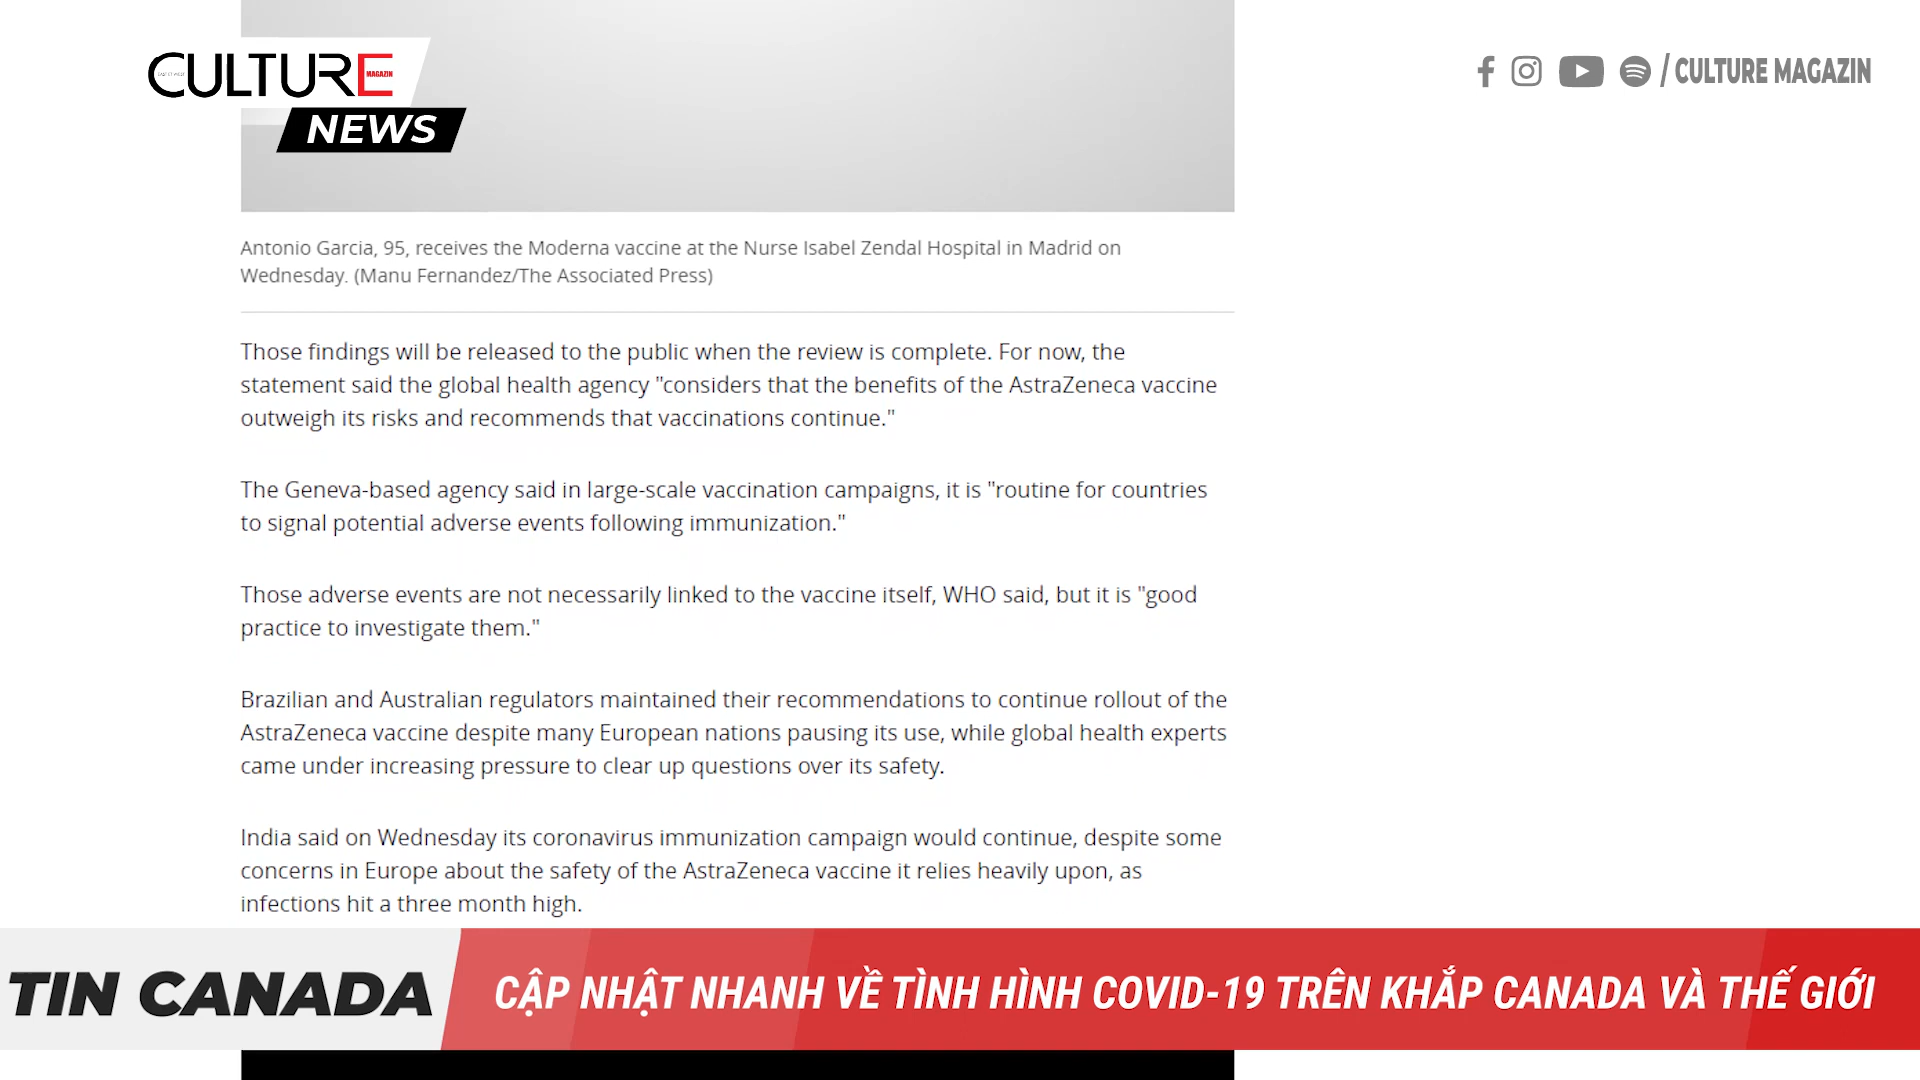 CULTURE
MAGAZIN
NEWS
/ CULTURE MAGAZIN
Antonio Garcia, 95, receives the Moderna vaccine at the Nurse Isabel Zendal Hospital in Madrid on
Wednesday. (Manu Fernandez/The Associated Press)
Those findings will be released to the public when the review is complete. For now, the
statement said the global health agency "considers that the benefits of the AstraZeneca vaccine
outweigh its risks and recommends that vaccinations continue."
The Geneva-based agency said in large-scale vaccination campaigns, it is "routine for countries
to signal potential adverse events following immunization."
Those adverse events are not necessarily linked to the vaccine itself, WHO said, but it is "good
practice to investigate them."
Brazilian and Australian regulators maintained their recommendations to continue rollout of the
AstraZeneca vaccine despite many European nations pausing its use, while global health experts
came under increasing pressure to clear up questions over its safety.
India said on Wednesday its coronavirus immunization campaign would continue, despite some
concerns in Europe about the safety of the AstraZeneca vaccine it relies heavily upon, as
infections hit a three month high.
TIN CANADA
CẬP NHẬT NHANH VỀ TÌNH HÌNH COVID-19 TRÊN KHẮP CANADA VÀ THẾ GIỚI